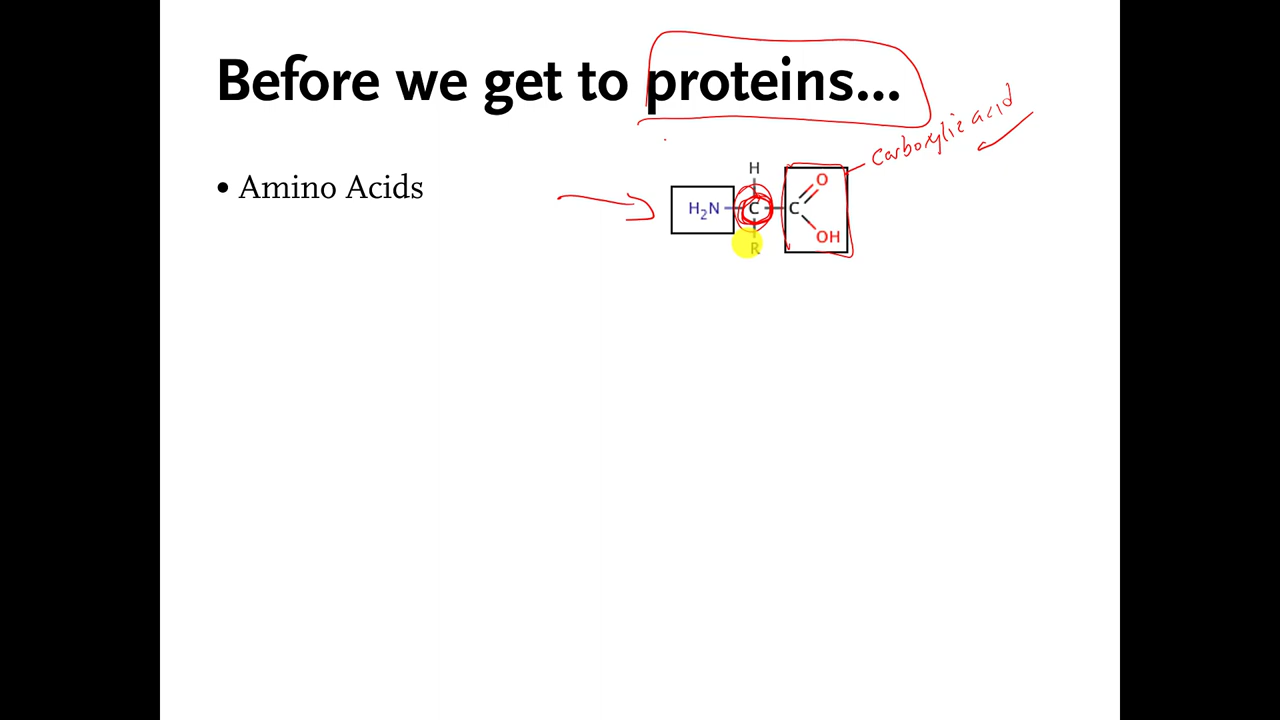 Before we get to proteins...
• Amino Acids
Carboxylic acid
H
H₂N C C O
OH
R